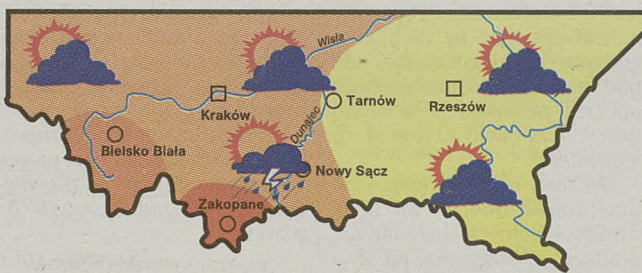 Wisła
Kraków
Tarnów
Rzeszów
Dunajec
Bielsko Biała
Nowy Sącz
Zakopane